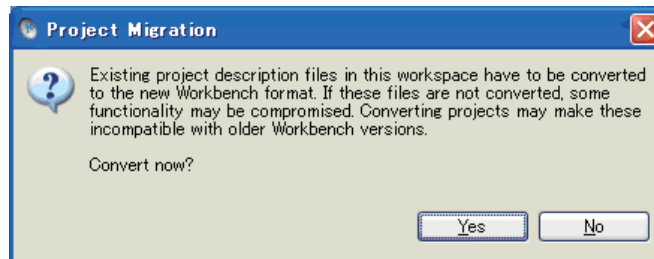 Project Migration
Existing project description files in this workspace have to be converted
to the new Workbench format. If these files are not converted, some
functionality may be compromised. Converting projects may make these
incompatible with older Workbench versions.
Convert now?
Yes No